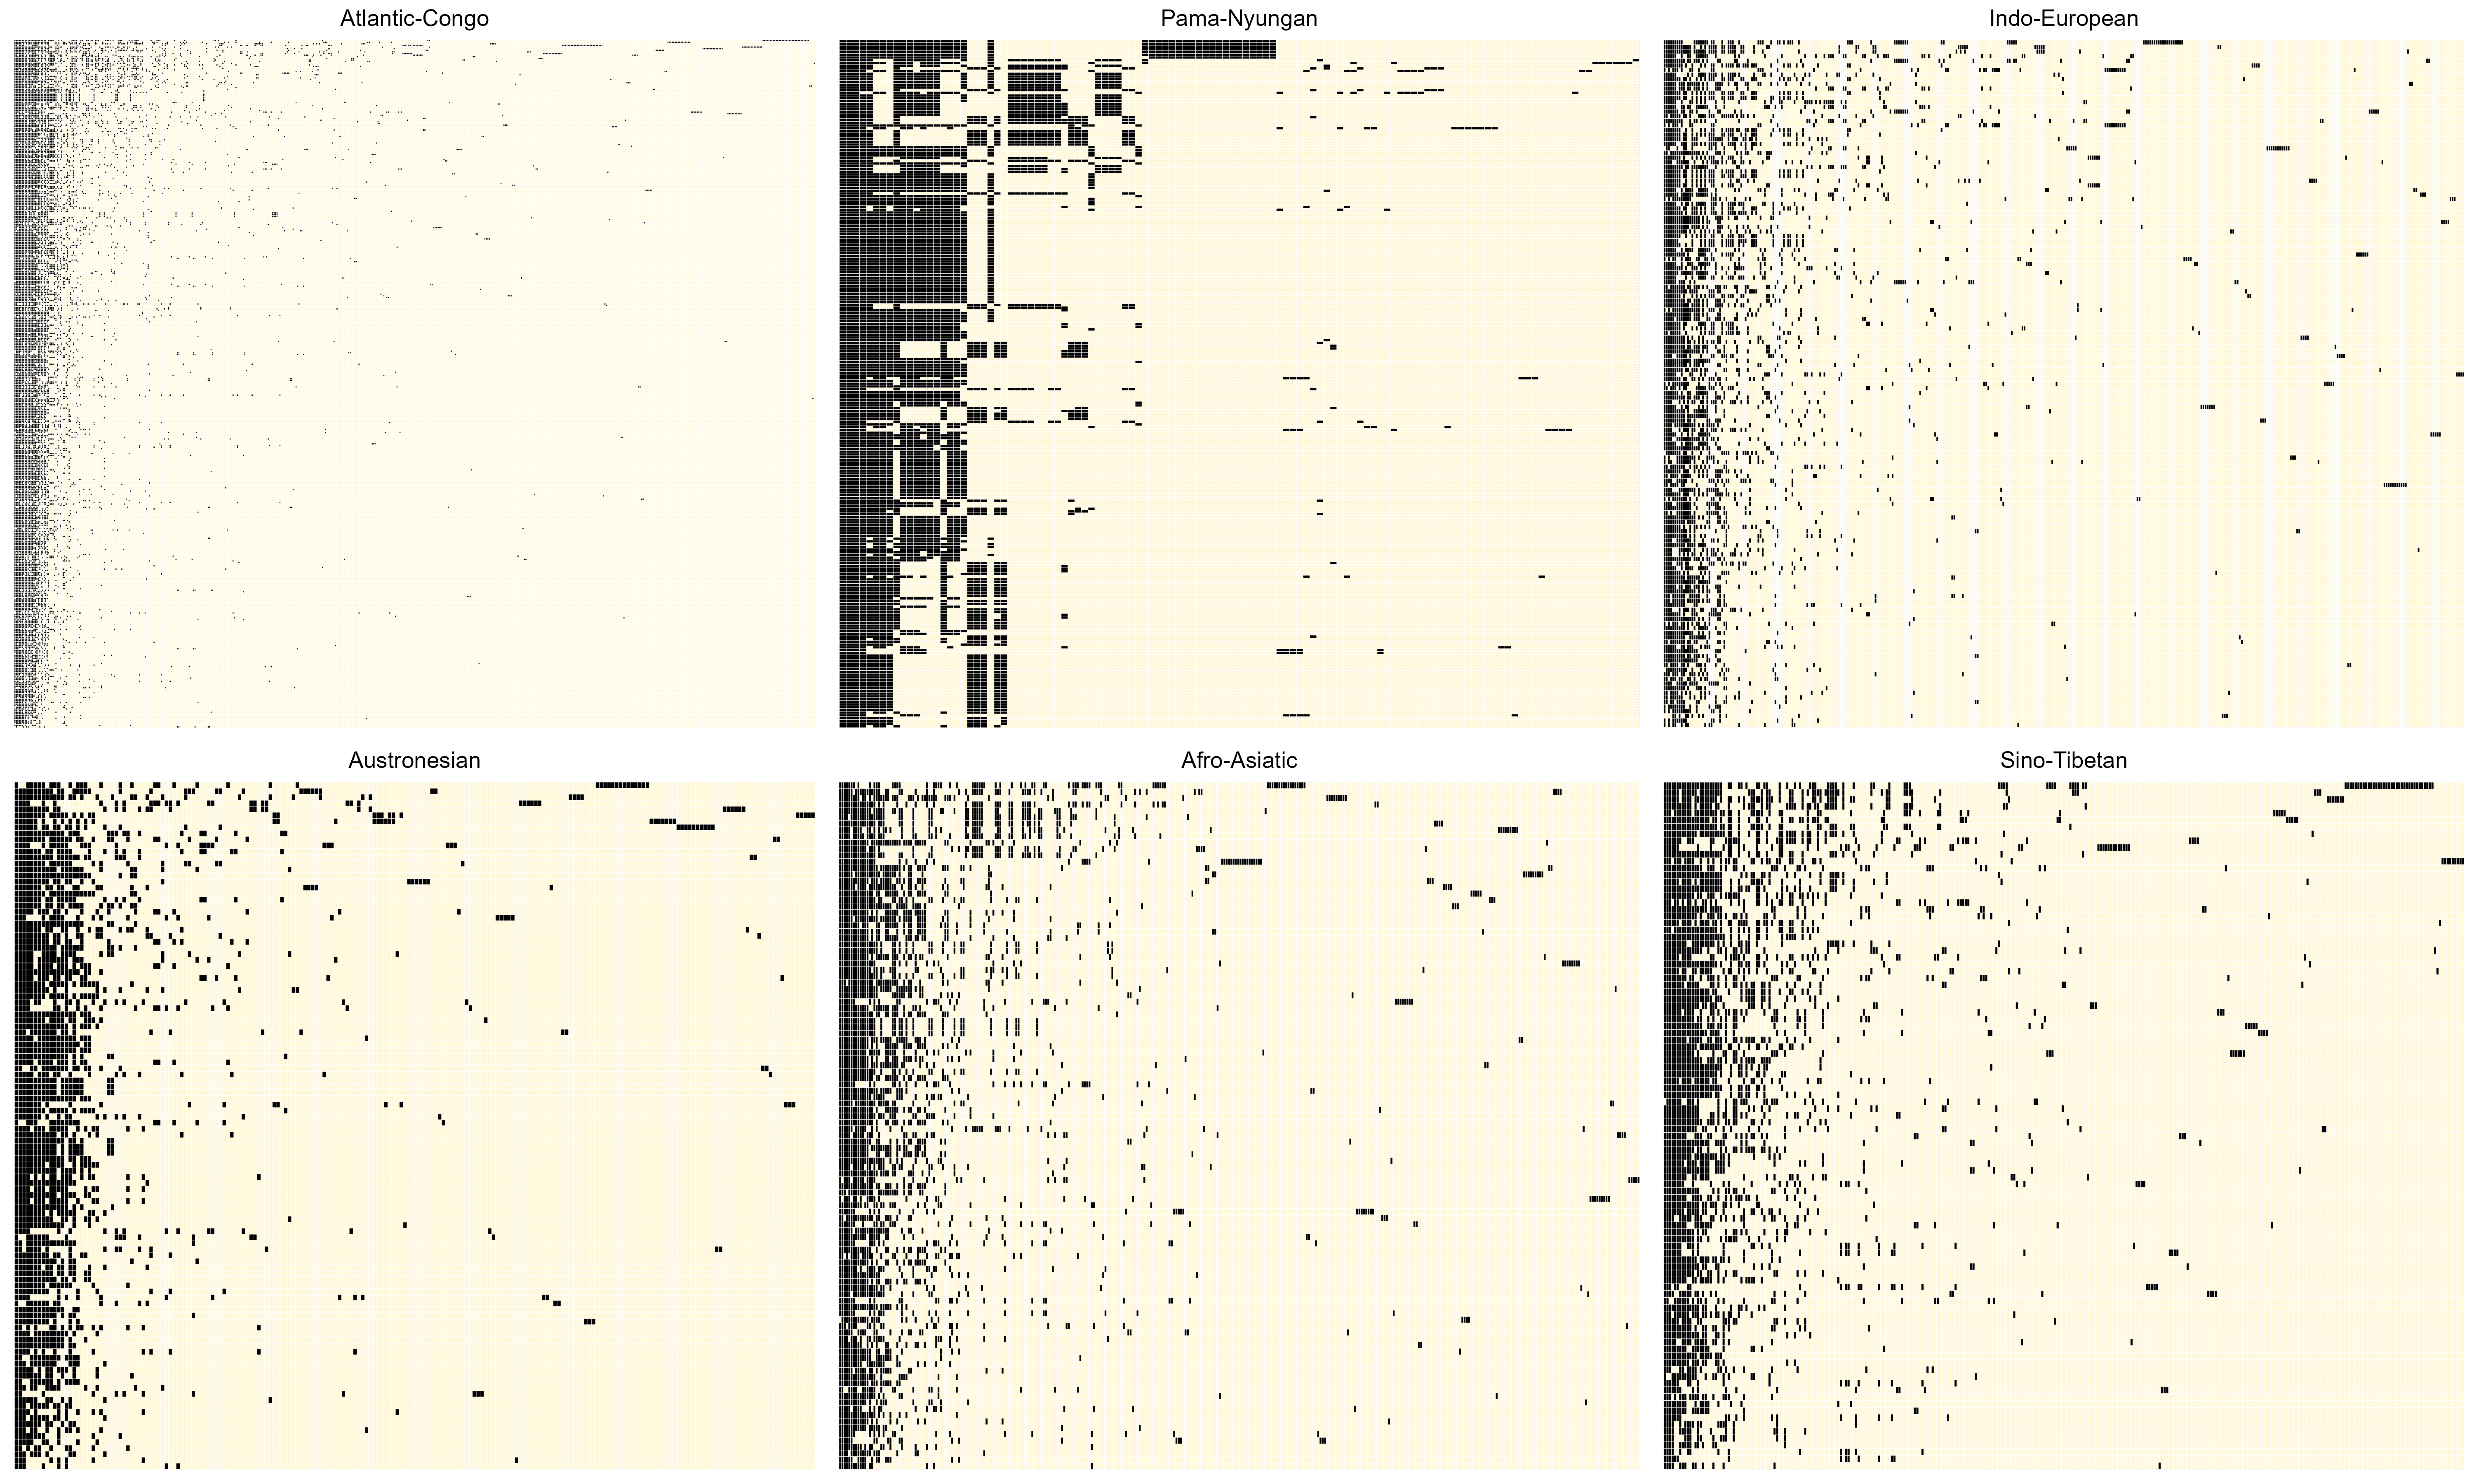 Atlantic-Congo
Pama-Nyungan
Indo-European
Austronesian
Afro-Asiatic
Sino-Tibetan